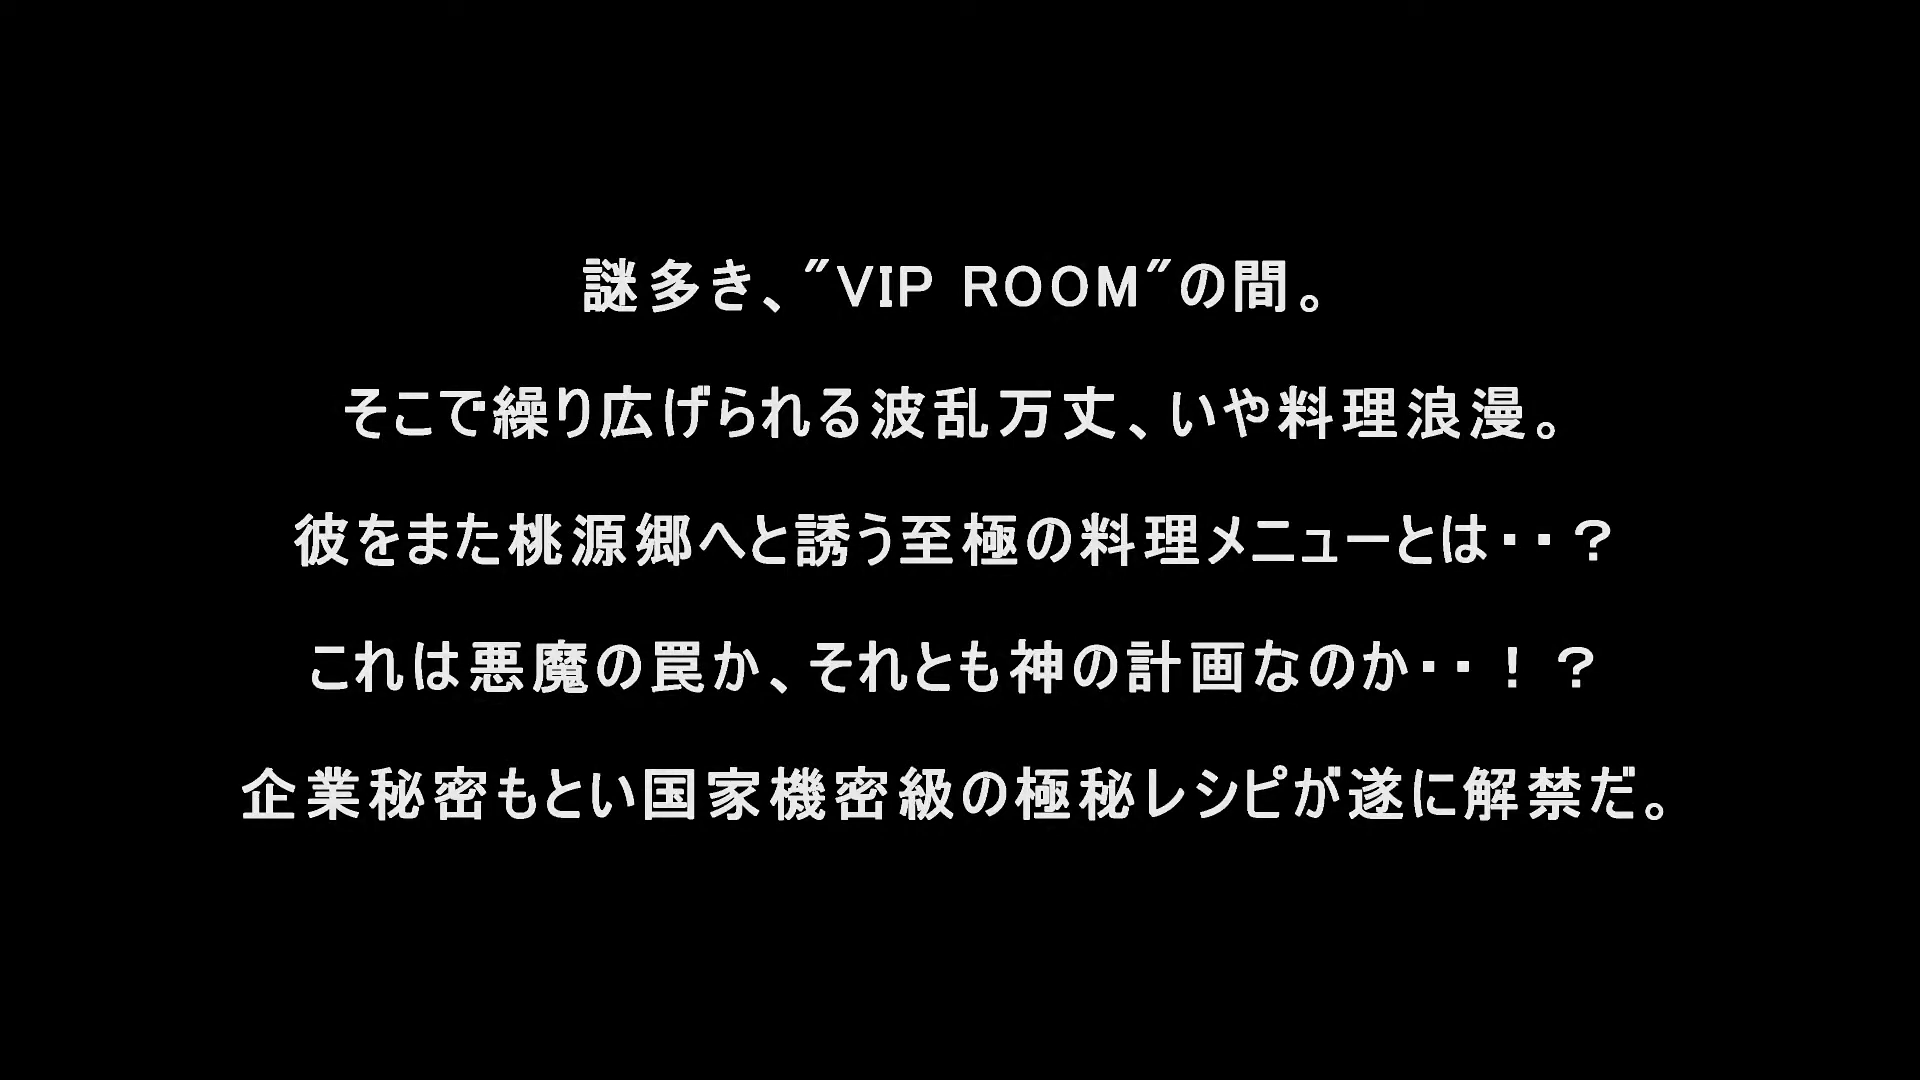 謎多き、"VIP ROOM"の間。
そこで繰り広げられる波乱万丈、いや料理浪漫。
彼をまた桃源郷へと誘う至極の料理メニューとは・・？
これは悪魔の罠か、それとも神の計画なのか・・！？
企業秘密もとい国家機密級の極秘レシピが遂に解禁だ。